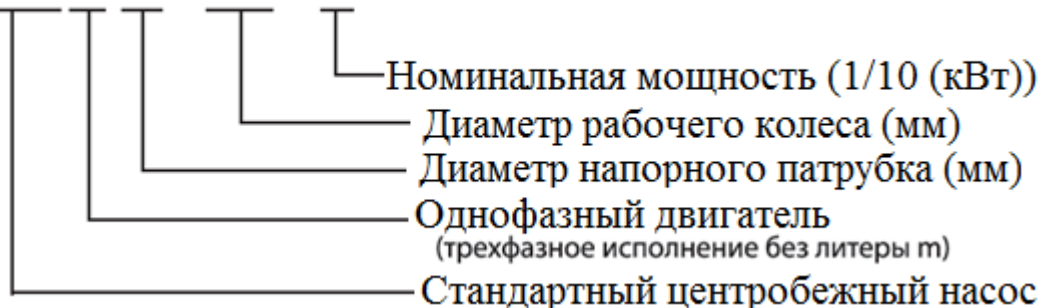 Номинальная мощность (1/10 (кВт))
Диаметр рабочего колеса (мм)
Диаметр напорного патрубка (мм)
Однофазный двигатель
(трехфазное исполнение без литеры m)
Стандартный центробежный насос